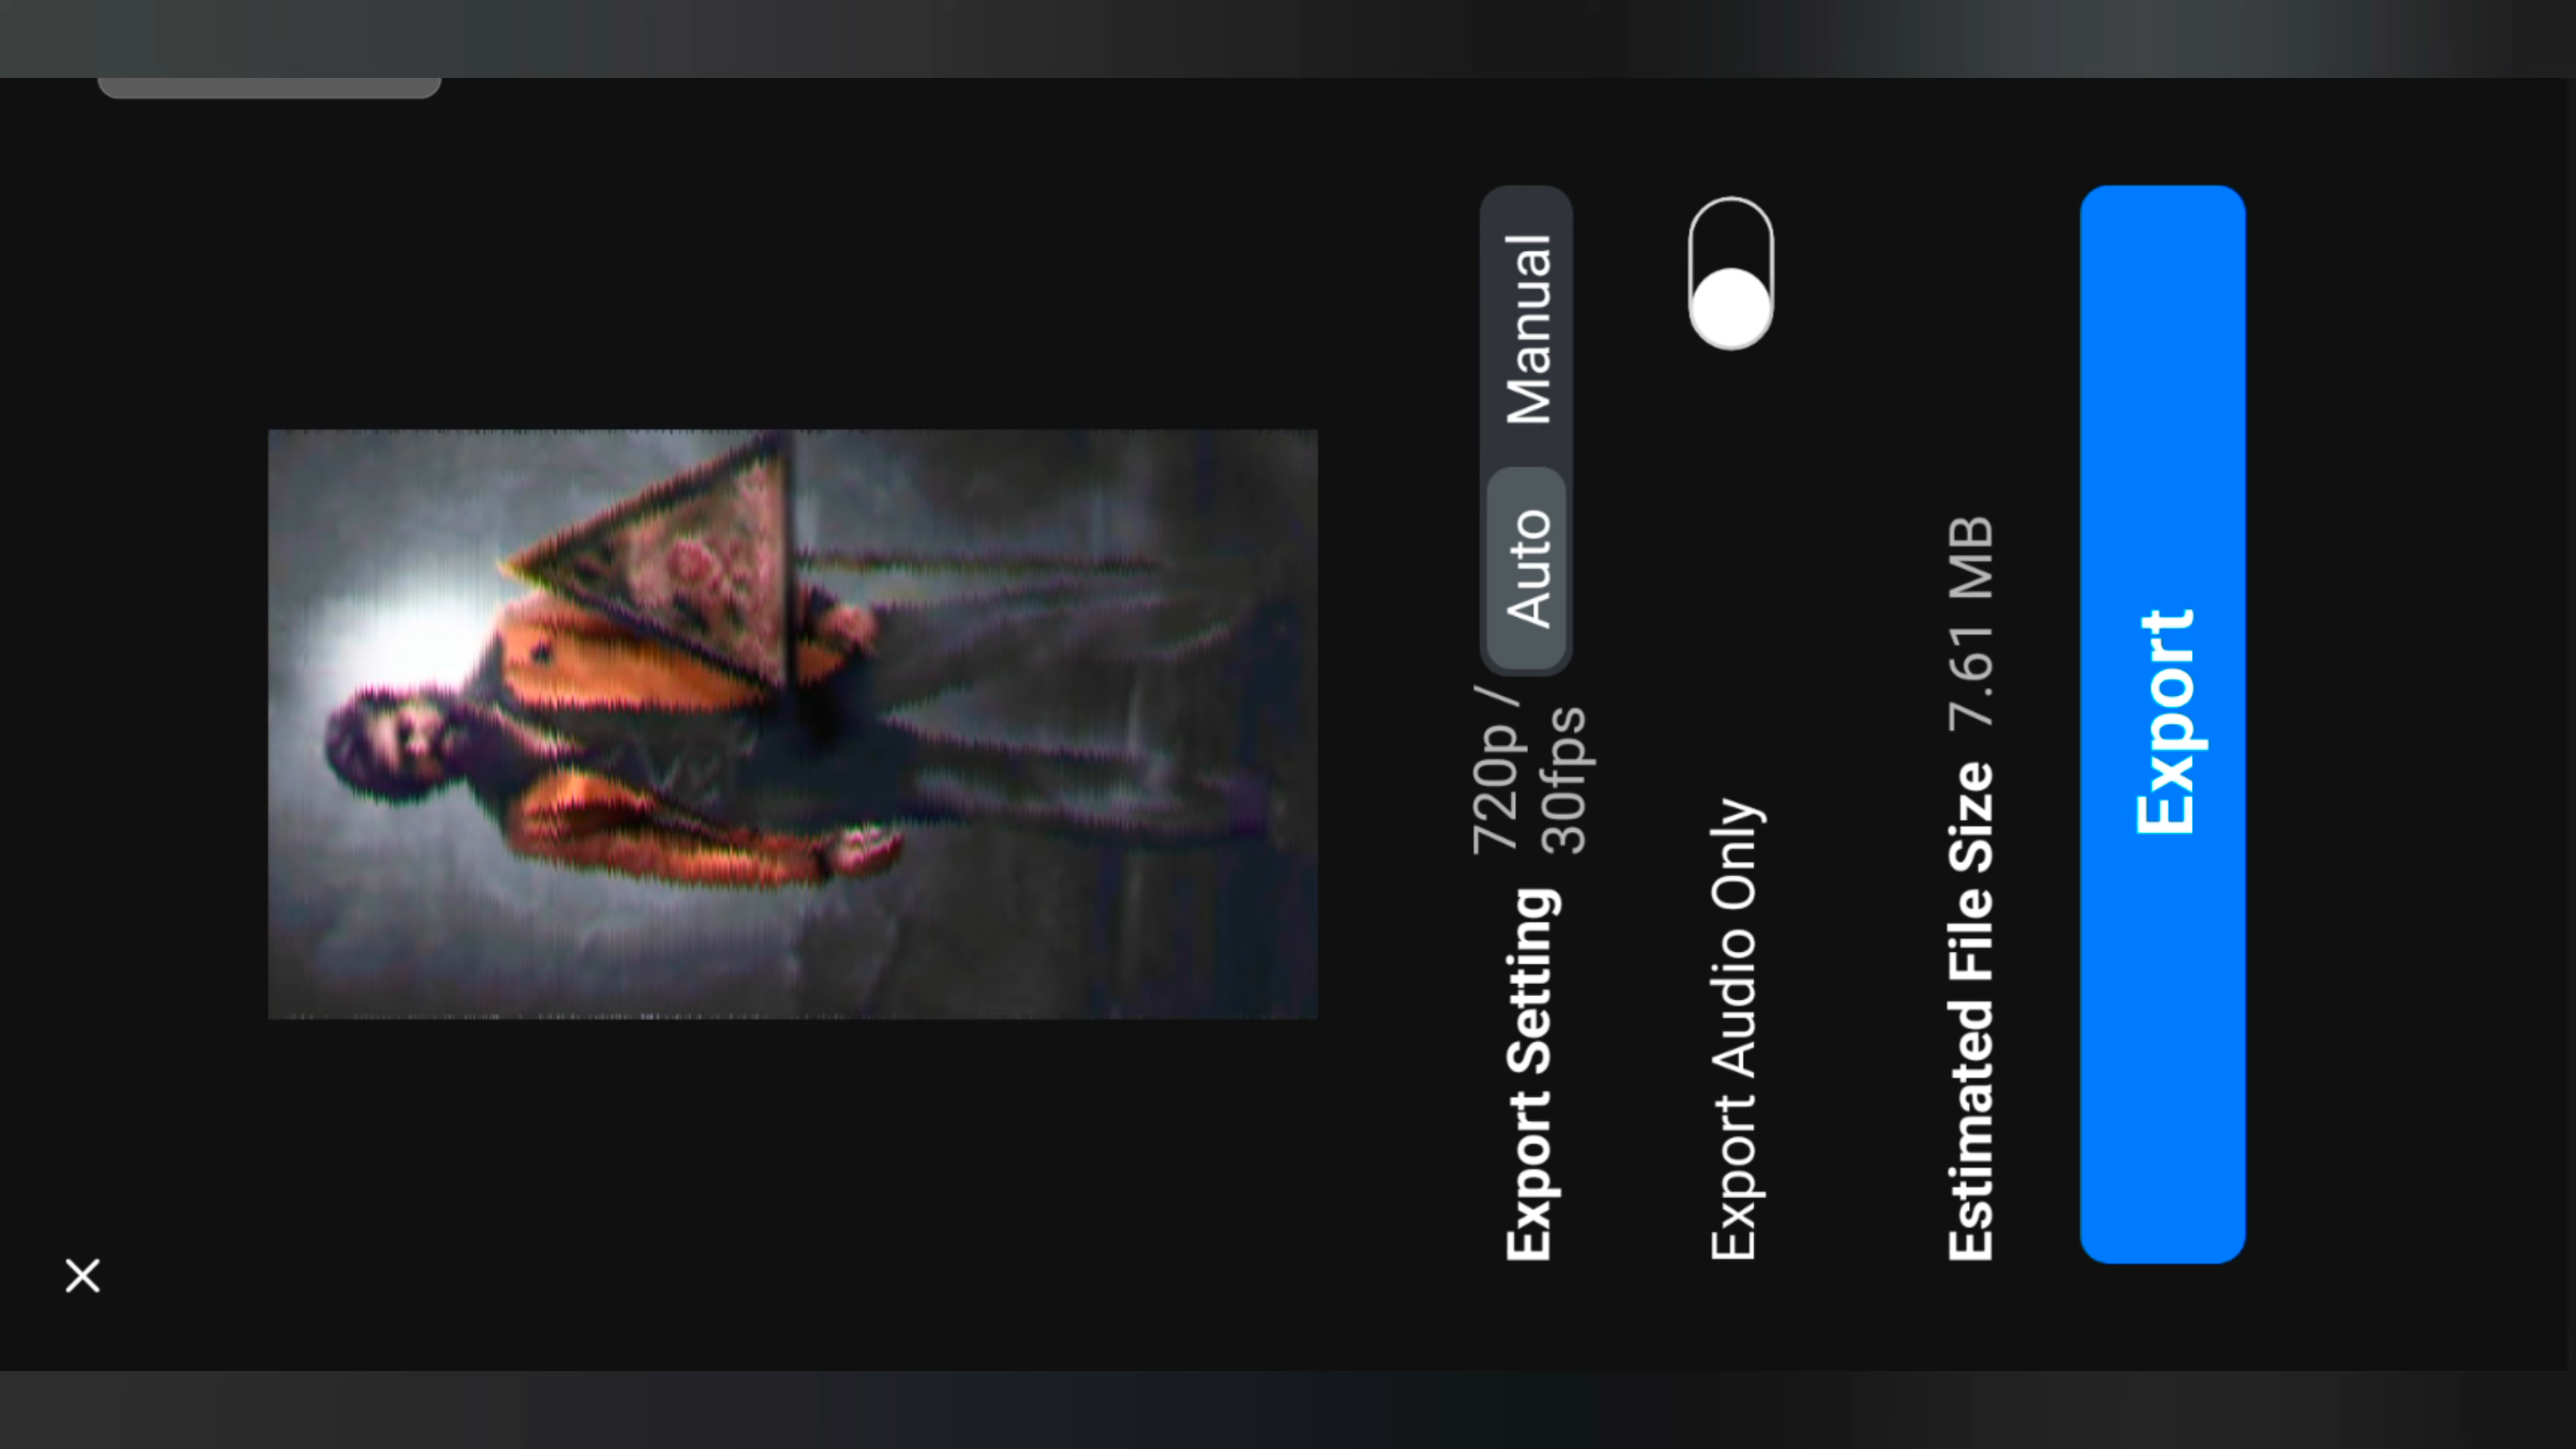 Export Setting 720p / 30fps Auto Manual
Export Audio Only
Estimated File Size 7.61 MB
Export